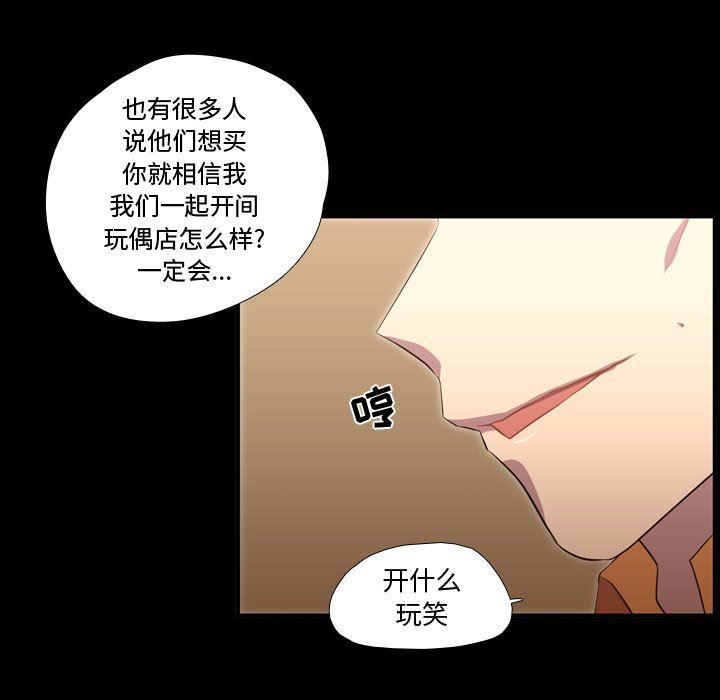 也有很多人
说他们想买
你就相信我
我们一起开间
玩偶店怎么样?
一定会...
哼
开什么
玩笑